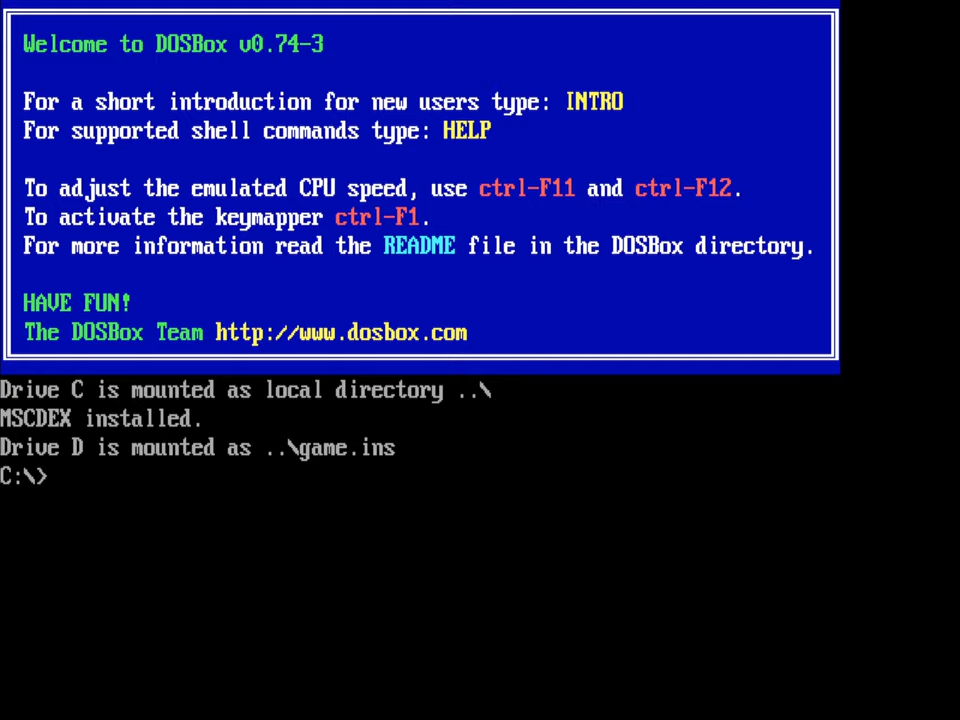 Welcome to DOSBox v0.74-3
For a short introduction for new users type: INTRO
For supported shell commands type: HELP
To adjust the emulated CPU speed, use ctrl-F11 and ctrl-F12.
To activate the keymapper ctrl-F1.
For more information read the README file in the DOSBox directory.
HAVE FUN!
The DOSBox Team http://www.dosbox.com
Drive C is mounted as local directory ..\
MSCDEX installed.
Drive D is mounted as ..\game.ins
C:\>